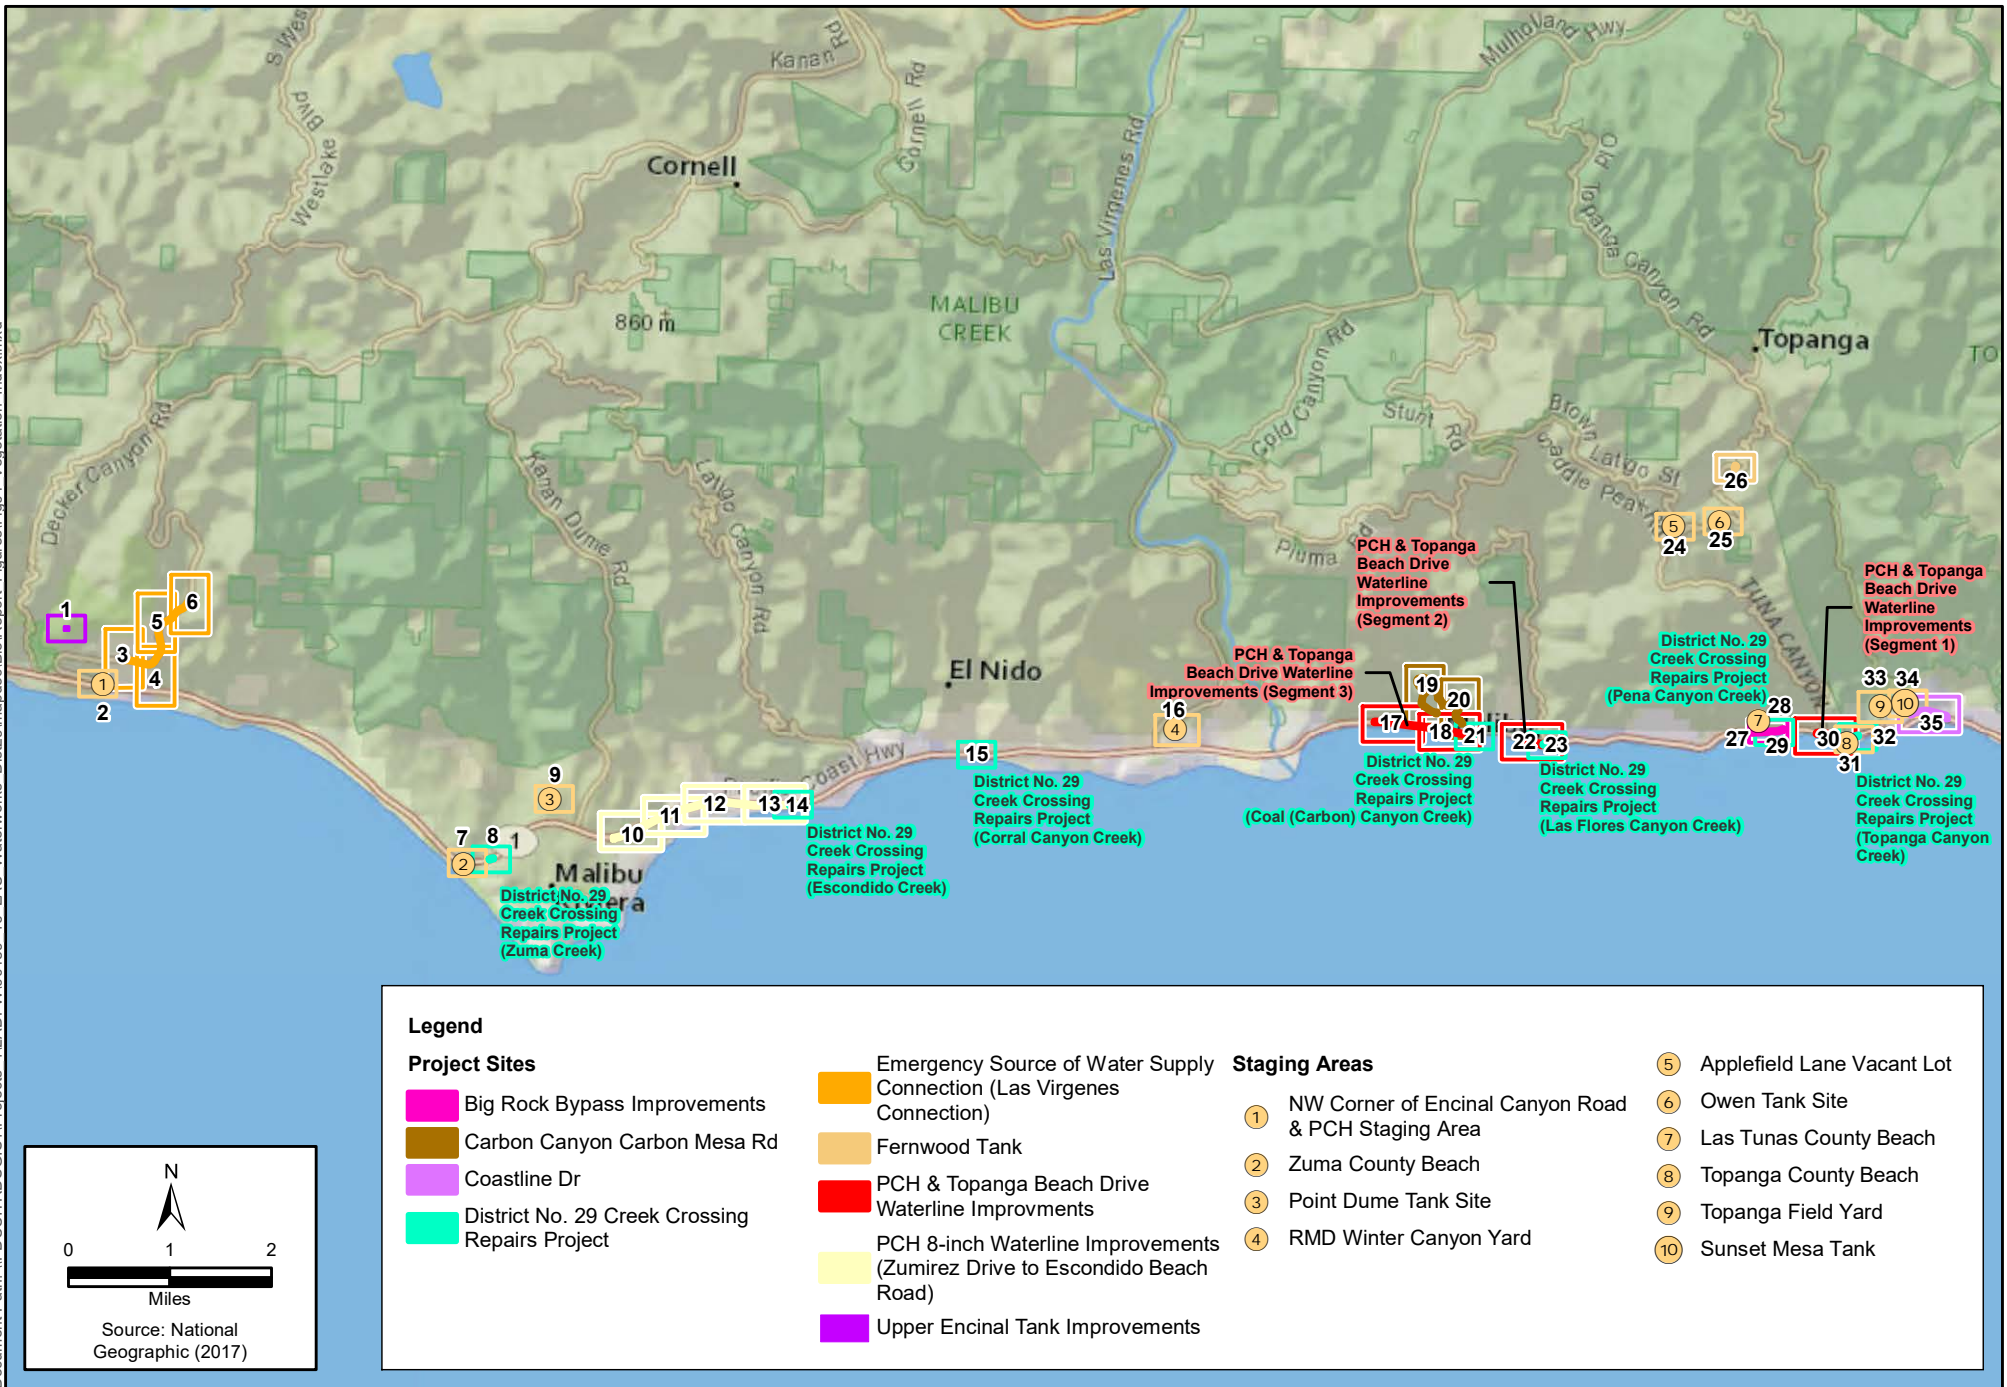 S Wes
Blvd
Westlake
Kanan Rd
Cornell Rd
Las Virgenes Rd
Mulholland Hwy
Old Topanga Canyon Rd
Cornell
860 m
MALIBU
CREEK
Topanga
TO
Cold Canyon Rd
Stunt Rd
Brown Latigo St
Saddle Peak
Decker Canyon Rd
Kanan Dume Rd
Latigo Canyon Rd
Piuma Rd
TUNA CANYON
26
5
24
6
25
PCH & Topanga
Beach Drive
Waterline
Improvements
(Segment 2)
PCH & Topanga
Beach Drive
Waterline
Improvements
(Segment 1)
1
6
5
3
4
1
2
El Nido
PCH & Topanga
Beach Drive Waterline
Improvements (Segment 3)
District No. 29
Creek Crossing
Repairs Project
(Pena Canyon Creek)
16
4
19
20
17
18
21
22
23
28
7
27
29
30
8
31
32
33
34
9
10
35
15
District No. 29
Creek Crossing
Repairs Project
(Corral Canyon Creek)
District No. 29
Creek Crossing
Repairs Project
(Coal (Carbon) Canyon Creek)
District No. 29
Creek Crossing
Repairs Project
(Las Flores Canyon Creek)
District No. 29
Creek Crossing
Repairs Project
(Topanga Canyon
Creek)
Pacific Coast Hwy
9
3
10
11
12
13
14
District No. 29
Creek Crossing
Repairs Project
(Escondido Creek)
7
8
2
1
Malibu
Riviera
District No. 29
Creek Crossing
Repairs Project
(Zuma Creek)
Legend
Project Sites
Big Rock Bypass Improvements
Carbon Canyon Carbon Mesa Rd
Coastline Dr
District No. 29 Creek Crossing
Repairs Project
Emergency Source of Water Supply
Connection (Las Virgenes
Connection)
Fernwood Tank
PCH & Topanga Beach Drive
Waterline Improvments
PCH 8-inch Waterline Improvements
(Zumirez Drive to Escondido Beach
Road)
Upper Encinal Tank Improvements
Staging Areas
1 NW Corner of Encinal Canyon Road
& PCH Staging Area
2 Zuma County Beach
3 Point Dume Tank Site
4 RMD Winter Canyon Yard
5 Applefield Lane Vacant Lot
6 Owen Tank Site
7 Las Tunas County Beach
8 Topanga County Beach
9 Topanga Field Yard
10 Sunset Mesa Tank
N
0 1 2
Miles
Source: National
Geographic (2017)